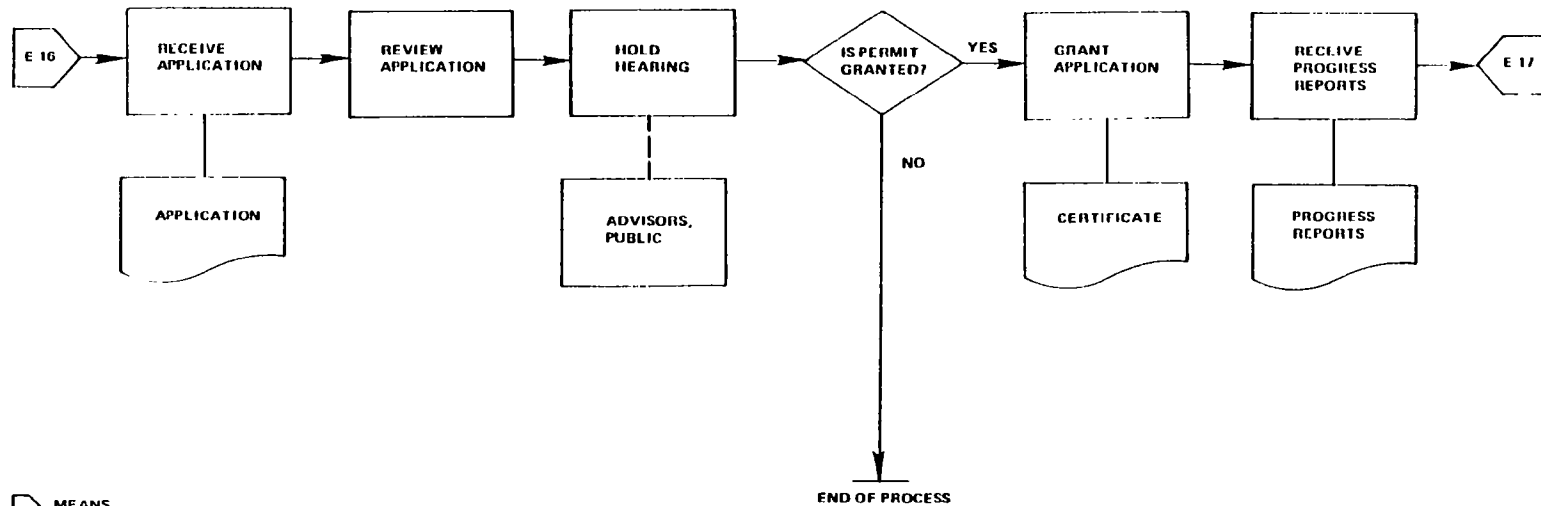 E 16
RECEIVE
APPLICATION
REVIEW
APPLICATION
HOLD
HEARING
IS PERMIT
GRANTED?
YES
GRANT
APPLICATION
RECEIVE
PROGRESS
REPORTS
E 17
NO
APPLICATION
ADVISORS,
PUBLIC
CERTIFICATE
PROGRESS
REPORTS
END OF PROCESS
MEANS